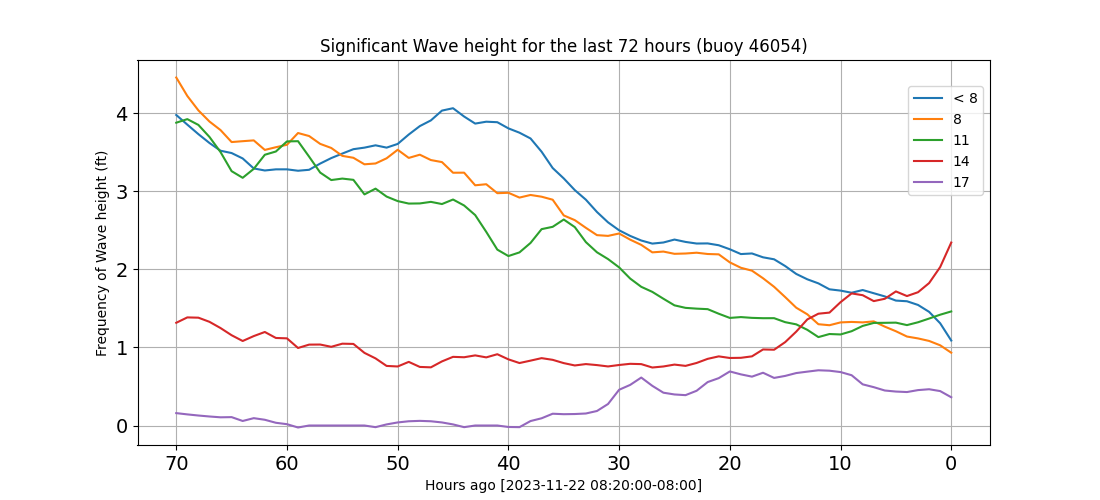 Significant Wave height for the last 72 hours (buoy 46054)
Frequency of Wave height (ft)
4
3
2
1
0
< 8
8
11
14
17
70 60 50 40 30 20 10 0
Hours ago [2023-11-22 08:20:00-08:00]